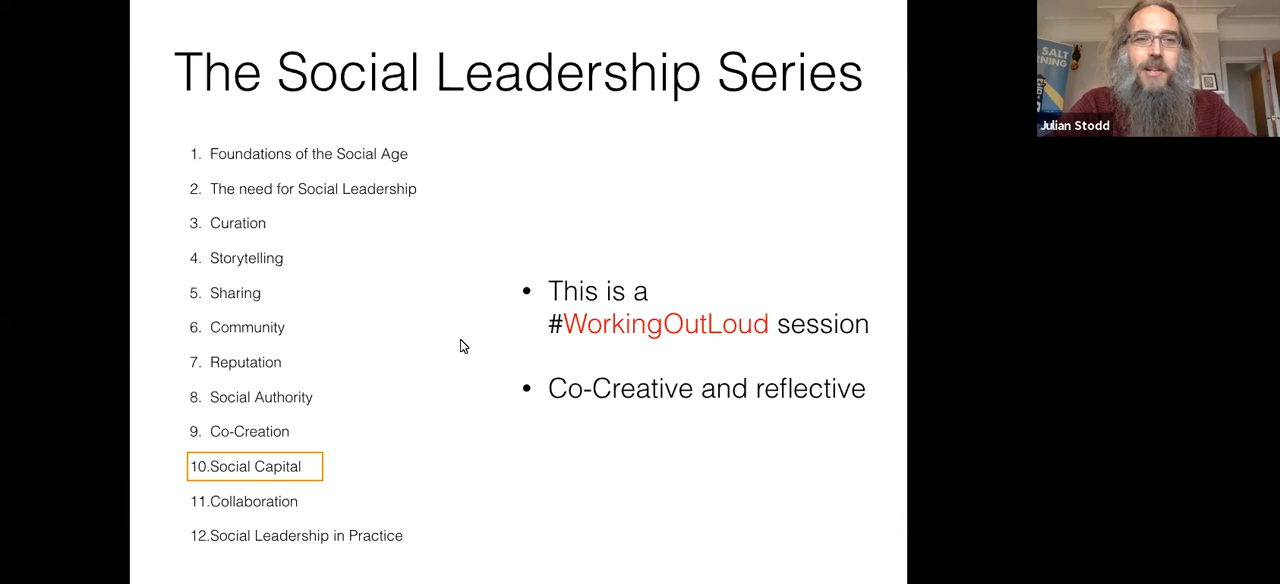 The Social Leadership Series
1. Foundations of the Social Age
2. The need for Social Leadership
3. Curation
4. Storytelling
5. Sharing
6. Community
7. Reputation
8. Social Authority
9. Co-Creation
10.Social Capital
11.Collaboration
12.Social Leadership in Practice
• This is a
#WorkingOutLoud session
• Co-Creative and reflective
SALT
Julian Stodd